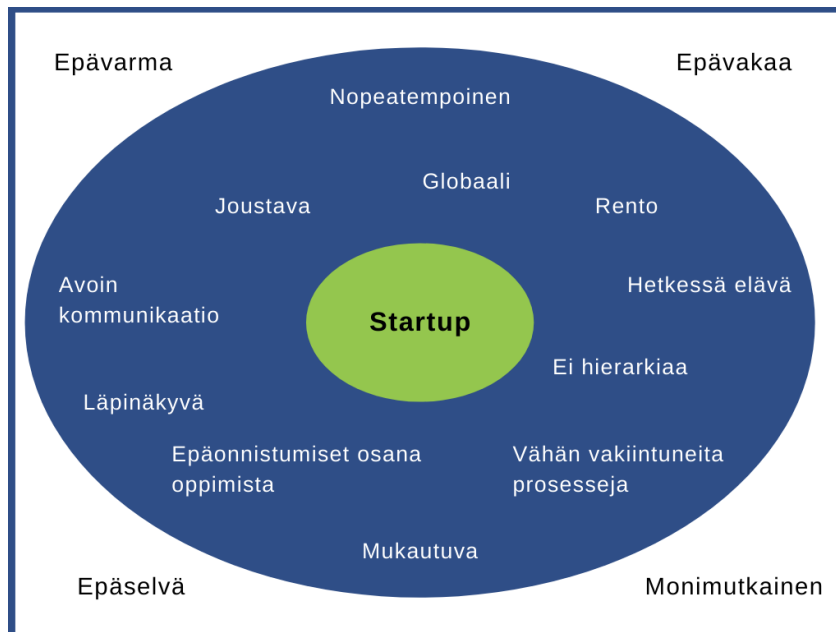 Epävarma
Epävakaa
Nopeatempoinen
Globaali
Joustava
Rento
Avoin
kommunikaatio
Hetkessä elävä
Startup
Ei hierarkiaa
Läpinäkyvä
Epäonnistumiset osana
oppimista
Vähän vakiintuneita
prosesseja
Mukautuva
Epäselvä
Monimutkainen